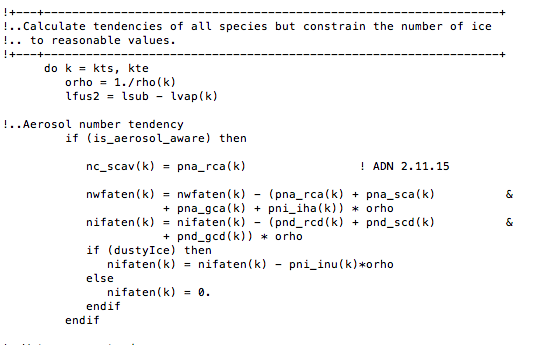 !+---+-----------------------------------------------------------------+
!..Calculate tendencies of all species but constrain the number of ice
!.. to reasonable values.
!+---+-----------------------------------------------------------------+
do k = kts, kte
orho = 1./rho(k)
lfus2 = lsub - lvap(k)
!..Aerosol number tendency
if (is_aerosol_aware) then
nc_scav(k) = pna_rca(k) ! ADN 2.11.15
nwfaten(k) = nwfaten(k) - (pna_rca(k) + pna_sca(k) &
+ pna_gca(k) + pni_iha(k)) * orho
nifaten(k) = nifaten(k) - (pnd_rcd(k) + pnd_scd(k) &
+ pnd_gcd(k)) * orho
if (dustyIce) then
nifaten(k) = nifaten(k) - pni_inu(k)*orho
else
nifaten(k) = 0.
endif
endif